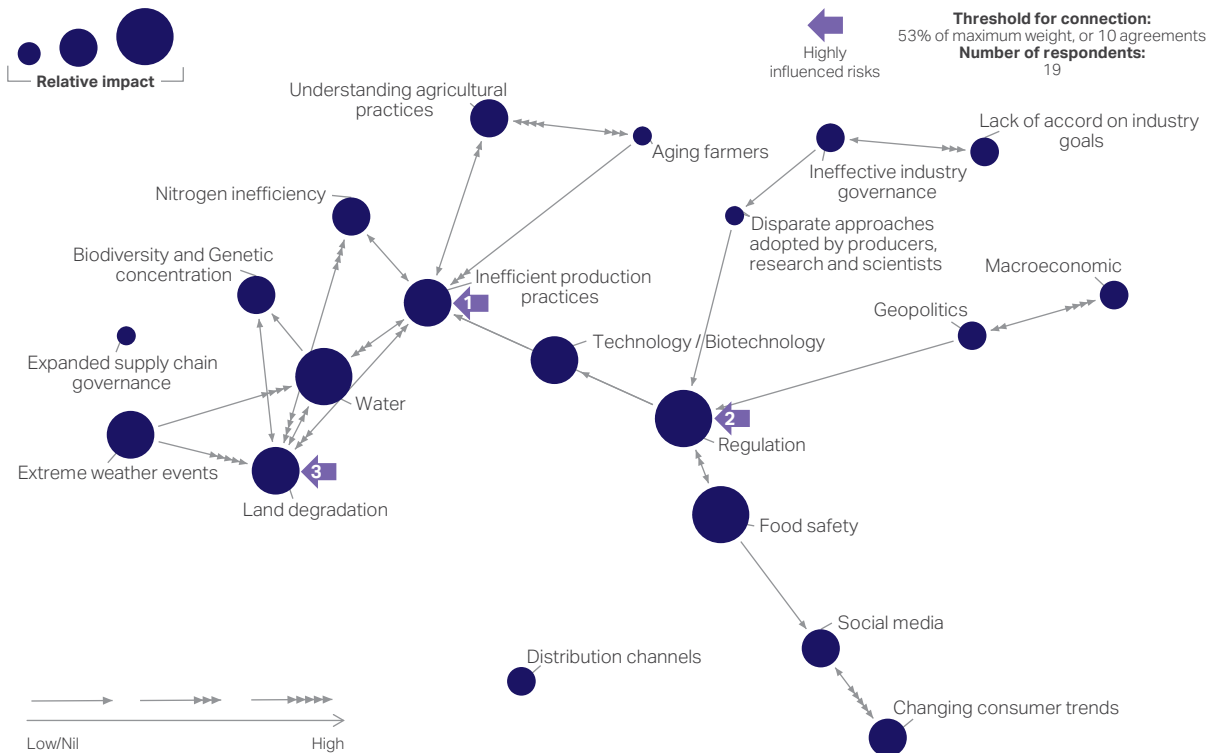 Relative impact
Highly
influenced risks
Threshold for connection:
53% of maximum weight, or 10 agreements
Number of respondents:
19
Understanding agricultural
practices
Aging farmers
Ineffective industry
governance
Lack of accord on industry
goals
Nitrogen inefficiency
Disparate approaches
adopted by producers,
research and scientists
Biodiversity and Genetic
concentration
Inefficient production
practices
1
Macroeconomic
Geopolitics
Expanded supply chain
governance
Technology / Biotechnology
Water
2
Regulation
Extreme weather events
3
Land degradation
Food safety
Social media
Distribution channels
Changing consumer trends
Low/Nil
High